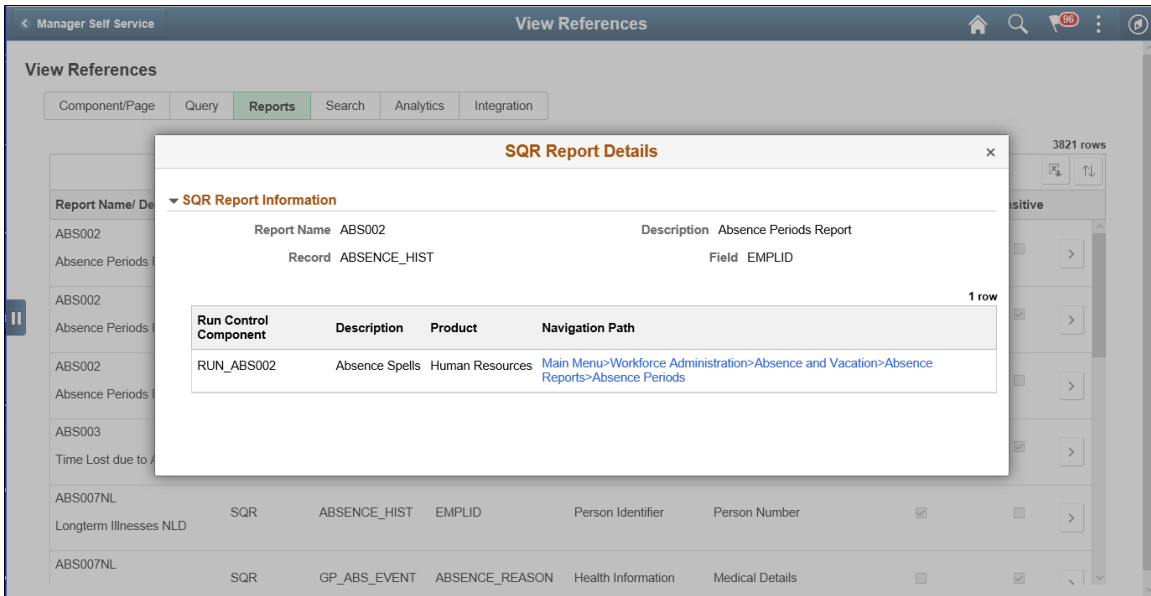 Manager Self Service
View References
96
View References
Component/Page
Query
Reports
Search
Analytics
Integration
3821 rows
SQR Report Details
×
SQR Report Information
Report Name ABS002
Description Absence Periods Report
Record ABSENCE_HIST
Field EMPLID
1 row
Run Control Component
Description
Product
Navigation Path
RUN_ABS002
Absence Spells
Human Resources
Main Menu>Workforce Administration>Absence and Vacation>Absence
Reports>Absence Periods
Report Name/
ABS002
Absence Periods
ABS002
Absence Periods
ABS002
Absence Periods
ABS003
Time Lost due to
ABS007NL
Longterm Illnesses NLD
SQR
ABSENCE_HIST
EMPLID
Person Identifier
Person Number
ABS007NL
SQR
GP_ABS_EVENT
ABSENCE_REASON
Health Information
Medical Details